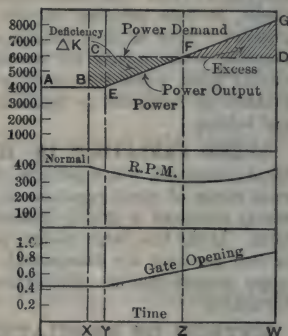 8000
7000
6000
5000
4000
3000
2000
1000
Deficiency
ΔK
C
Power Demand
F
G
A
B
D
E
Excess
Power Output
Power
Normal
400
300
200
100
R.P.M.
1.0
0.8
0.6
0.4
0.2
Gate Opening
Time
X
Y
Z
W